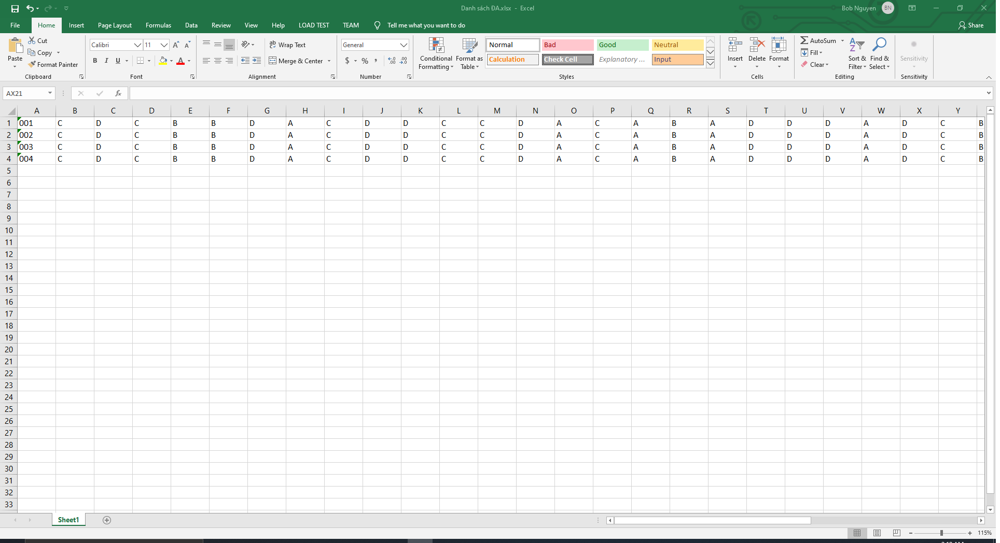 Danh sách ĐA.xlsx - Excel
Bob Nguyen BN
File Home Insert Page Layout Formulas Data Review View Help LOAD TEST TEAM Tell me what you want to do Share
Cut
Copy
Format Painter
Paste
Clipboard
Calibri 11 A A
B I U A
Font
Wrap Text
Merge & Center
Alignment
General
$ % ,
Number
Conditional Formatting
Format as Table
Normal Bad Good Neutral
Calculation Check Cell Explanatory ... Input
Styles
Insert Delete Format
Cells
AutoSum
Fill
Clear
Sort & Filter
Find & Select
Editing
Sensitivity
Sensitivity
AX21 fx
A B C D E F G H I J K L M N O P Q R S T U V W X Y
1 001 C D C B B D A C D D C C D A C A B A D D D A D C B
2 002 C D C B B D A C D D C C D A C A B A D D D A D C B
3 003 C D C B B D A C D D C C D A C A B A D D D A D C B
4 004 C D C B B D A C D D C C D A C A B A D D D A D C B
5
6
7
8
9
10
11
12
13
14
15
16
17
18
19
20
21
22
23
24
25
26
27
28
29
30
31
32
33
Sheet1
115%